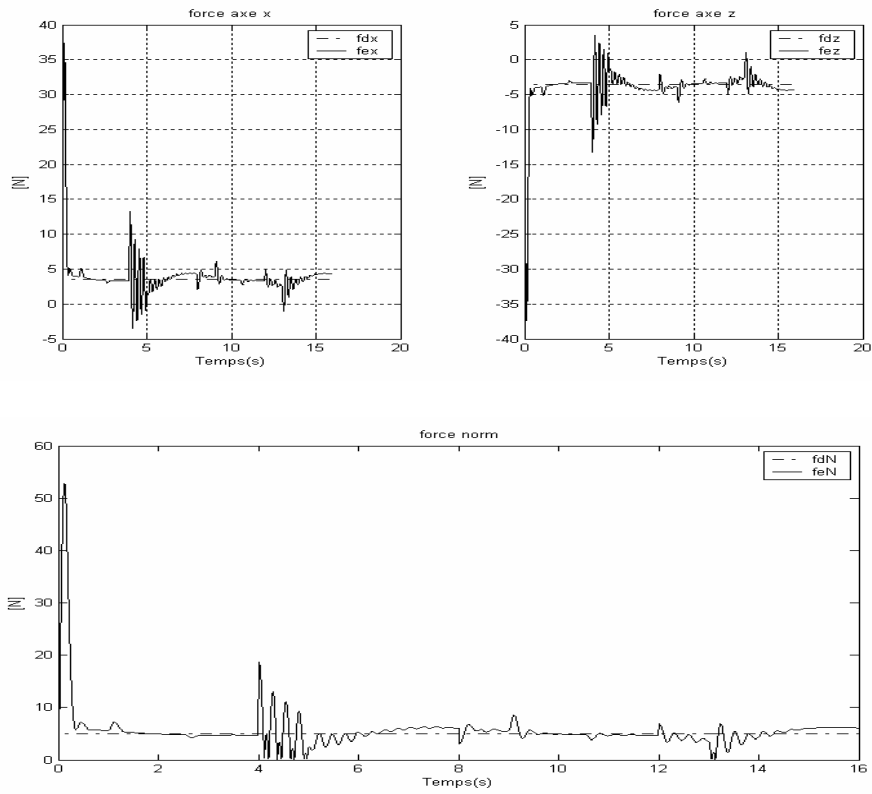 force axe x
40
35
30
25
20
15
10
5
0
-5
[N]
fdx
fex
0 5 10 15 20
Temps(s)
force axe z
5
0
-5
-10
-15
-20
-25
-30
-35
-40
[N]
fdz
fez
0 5 10 15 20
Temps(s)
force norm
60
50
40
30
20
10
0
[N]
fdN
feN
0 2 4 6 8 10 12 14 16
Temps(s)